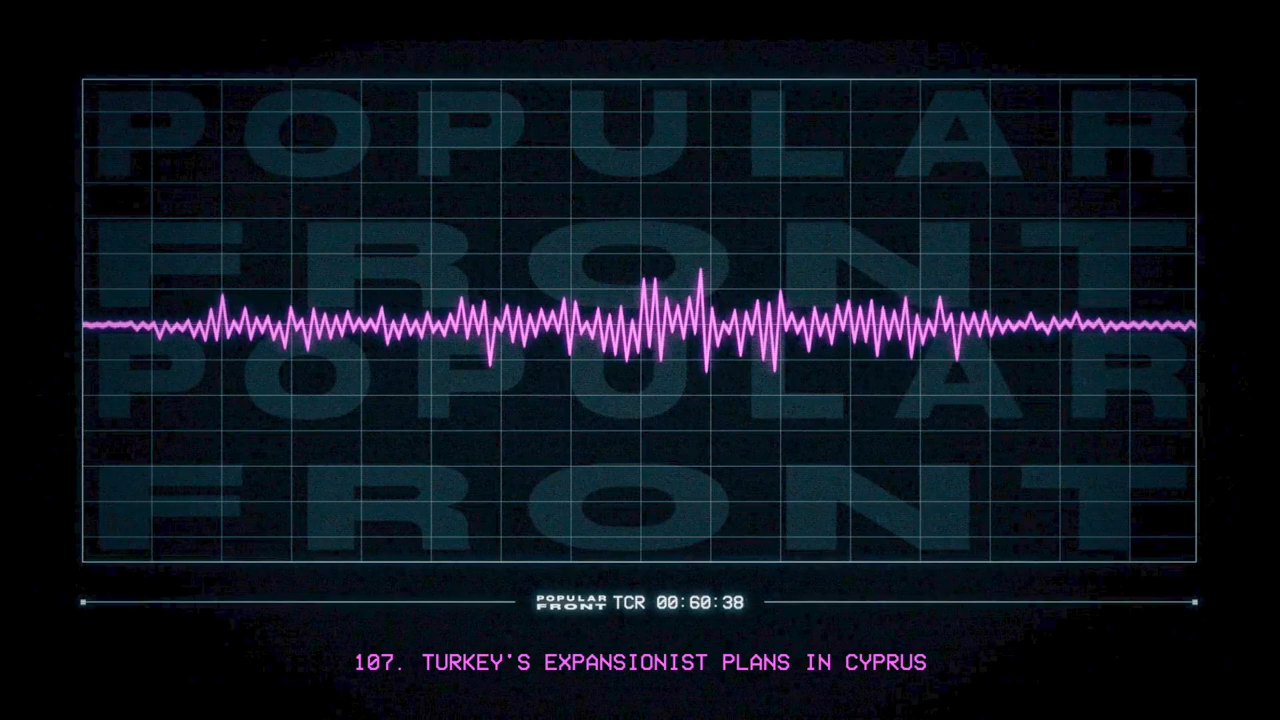 POPULAR
FRONT
POPULAR
FRONT
POPULAR
FRONT TCR 00:60:38
107. TURKEY'S EXPANSIONIST PLANS IN CYPRUS